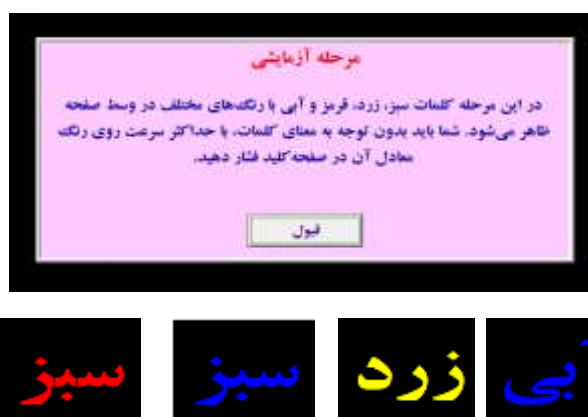 مرحله آزمایشی
در این مرحله کلمات سبز، زرد، قرمز و آبی با رنگ‌های مختلف در وسط صفحه
ظاهر می‌شود. شما باید بدون توجه به معنای کلمات، با حداکثر سرعت روی رنگ
معادل آن در صفحه‌کلید فشار دهید.
قبول
آبی زرد سبز سبز